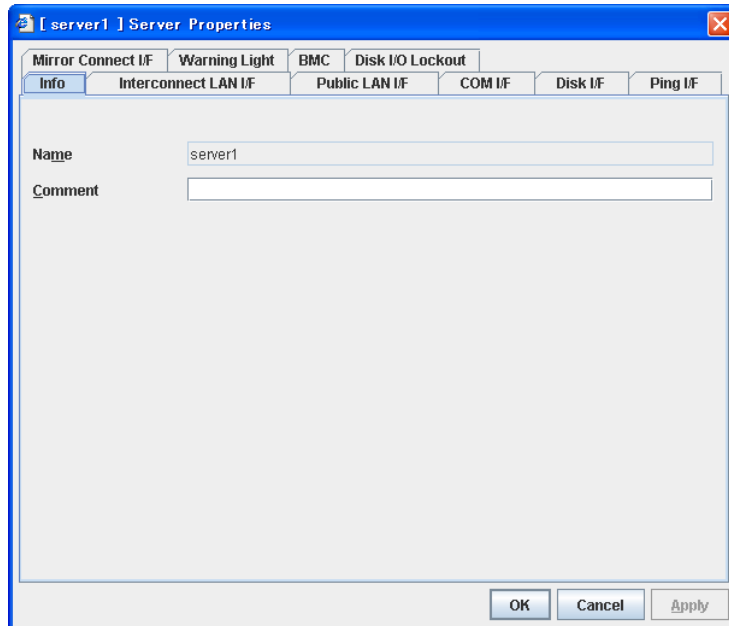 [ server1 ] Server Properties
Mirror Connect I/F Warning Light BMC Disk I/O Lockout
Info Interconnect LAN I/F Public LAN I/F COM I/F Disk I/F Ping I/F
Name server1
Comment
OK Cancel Apply